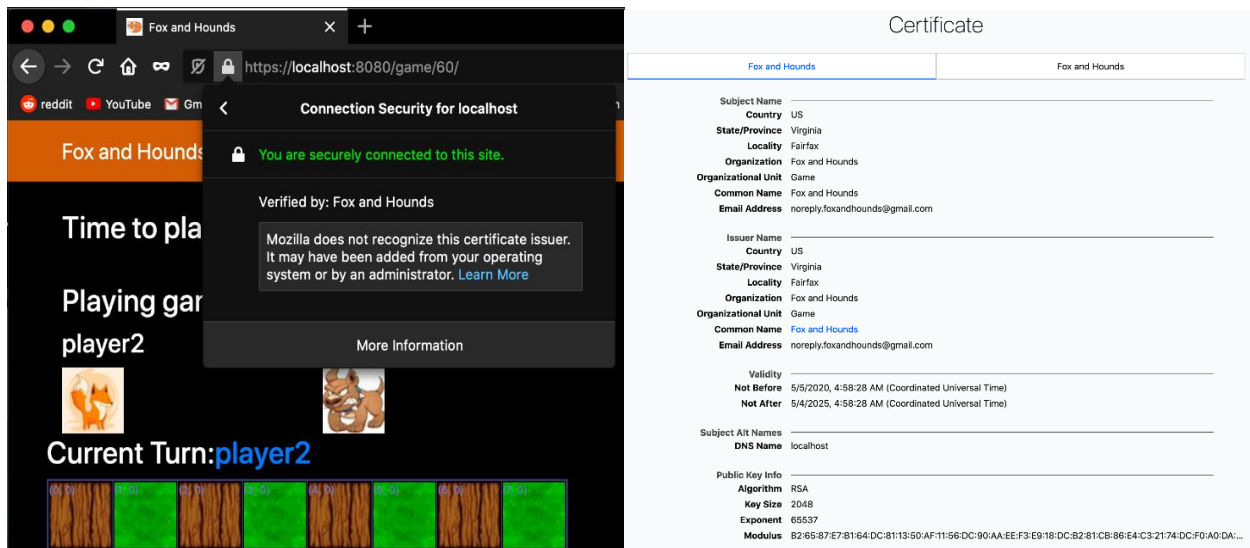 Fox and Hounds
https://localhost:8080/game/60/
reddit
YouTube
Gm
Fox and Hounds
Connection Security for localhost
You are securely connected to this site.
Verified by: Fox and Hounds
Mozilla does not recognize this certificate issuer.
It may have been added from your operating
system or by an administrator. Learn More
More Information
Time to pla
Playing gar
player2
Current Turn:player2
(0, 0) (1, 0) (2, 0) (3, 0) (4, 0) (5, 0) (6, 0) (7, 0)
Certificate
Fox and Hounds
Fox and Hounds
Subject Name
Country US
State/Province Virginia
Locality Fairfax
Organization Fox and Hounds
Organizational Unit Game
Common Name Fox and Hounds
Email Address noreply.foxandhounds@gmail.com
Issuer Name
Country US
State/Province Virginia
Locality Fairfax
Organization Fox and Hounds
Organizational Unit Game
Common Name Fox and Hounds
Email Address noreply.foxandhounds@gmail.com
Validity
Not Before 5/5/2020, 4:58:28 AM (Coordinated Universal Time)
Not After 5/4/2025, 4:58:28 AM (Coordinated Universal Time)
Subject Alt Names
DNS Name localhost
Public Key Info
Algorithm RSA
Key Size 2048
Exponent 65537
Modulus B2:65:87:E7:B1:64:DC:81:13:50:AF:11:56:DC:90:AA:EE:F3:E9:18:DC:B2:81:CB:86:E4:C3:21:74:DC:F0:A0:DA:...